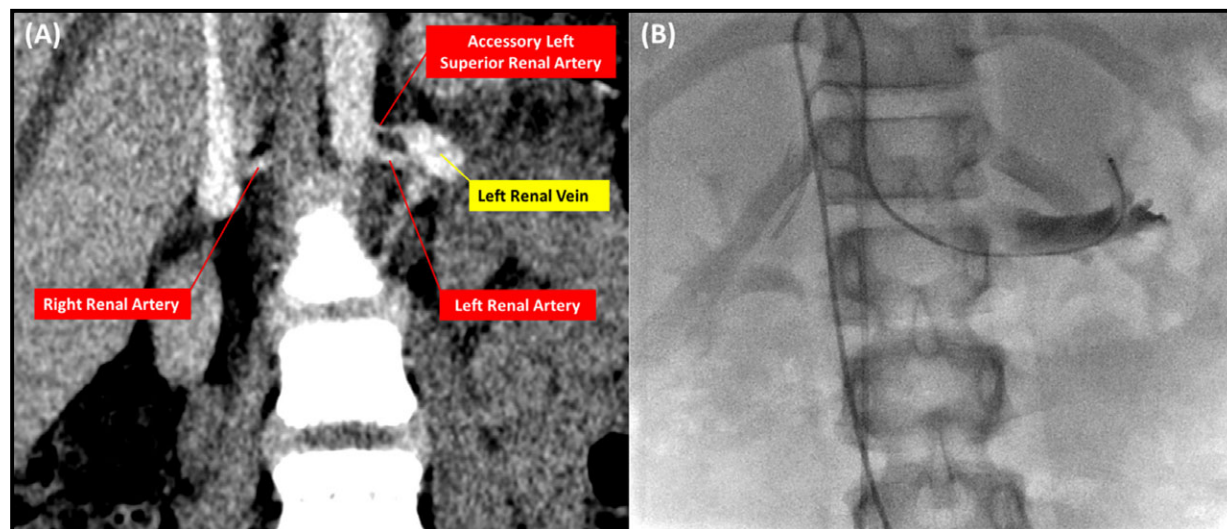 (A)
Accessory Left
Superior Renal Artery
Left Renal Vein
Right Renal Artery
Left Renal Artery
(B)